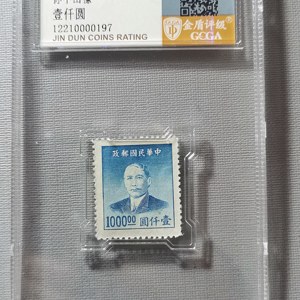 壹仟圆
12210000197
JIN DUN COINS RATING
金盾评级
GCGA
政郵國民華中
1000.00
圓仟壹